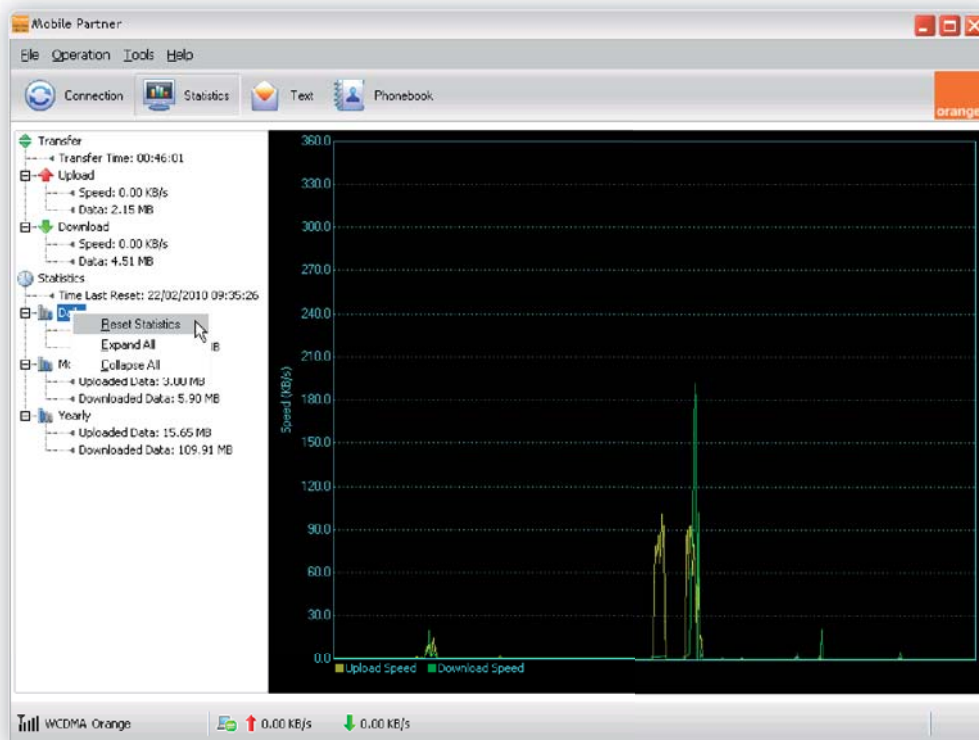 Mobile Partner
File Operation Tools Help
Connection Statistics Text Phonebook
orange
Transfer
Transfer Time: 00:46:01
Upload
Speed: 0.00 KB/s
Data: 2.15 MB
Download
Speed: 0.00 KB/s
Data: 4.51 MB
Statistics
Time Last Reset: 22/02/2010 09:35:26
Reset Statistics
Expand All
Collapse All
Uploaded Data: 3.00 MB
Downloaded Data: 5.90 MB
Yearly
Uploaded Data: 15.65 MB
Downloaded Data: 109.91 MB
360.0
330.0
300.0
270.0
240.0
210.0
180.0
150.0
120.0
90.0
60.0
30.0
0.0
Speed (KB/s)
Upload Speed Download Speed
WCDMA Orange 0.00 KB/s 0.00 KB/s